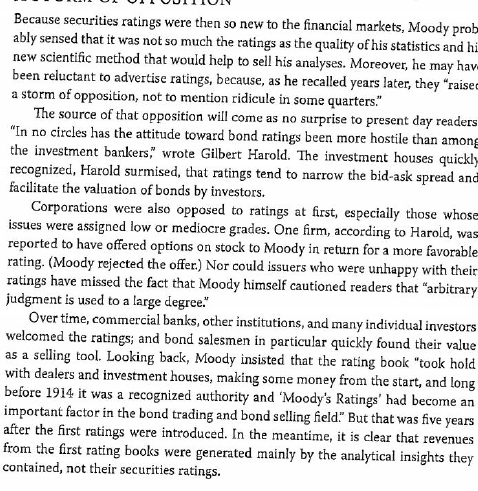 STORM OF OPPOSITION
Because securities ratings were then so new to the financial markets, Moody prob
ably sensed that it was not so much the ratings as the quality of his statistics and hi
new scientific method that would help to sell his analyses. Moreover, he may have
been reluctant to advertise ratings, because, as he recalled years later, they “raised
a storm of opposition, not to mention ridicule in some quarters.”
The source of that opposition will come as no surprise to present day readers
“In no circles has the attitude toward bond ratings been more hostile than among
the investment bankers,” wrote Gilbert Harold. The investment houses quickly
recognized, Harold surmised, that ratings tend to narrow the bid-ask spread and
facilitate the valuation of bonds by investors.
Corporations were also opposed to ratings at first, especially those whose
issues were assigned low or mediocre grades. One firm, according to Harold, was
reported to have offered options on stock to Moody in return for a more favorable
rating. (Moody rejected the offer.) Nor could issuers who were unhappy with their
ratings have missed the fact that Moody himself cautioned readers that “arbitrary
judgment is used to a large degree.”
Over time, commercial banks, other institutions, and many individual investors
welcomed the ratings; and bond salesmen in particular quickly found their value
as a selling tool. Looking back, Moody insisted that the rating book “took hold
with dealers and investment houses, making some money from the start, and long
before 1914 it was a recognized authority and ‘Moody’s Ratings’ had become an
important factor in the bond trading and bond selling field.” But that was five years
after the first ratings were introduced. In the meantime, it is clear that revenues
from the first rating books were generated mainly by the analytical insights they
contained, not their securities ratings.